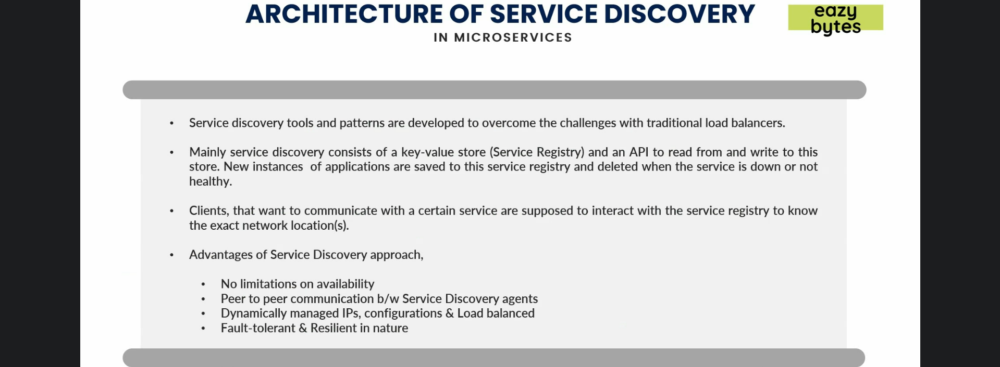 ARCHITECTURE OF SERVICE DISCOVERY
IN MICROSERVICES
eazy
bytes
• Service discovery tools and patterns are developed to overcome the challenges with traditional load balancers.
• Mainly service discovery consists of a key-value store (Service Registry) and an API to read from and write to this
store. New instances of applications are saved to this service registry and deleted when the service is down or not
healthy.
• Clients, that want to communicate with a certain service are supposed to interact with the service registry to know
the exact network location(s).
• Advantages of Service Discovery approach,
• No limitations on availability
• Peer to peer communication b/w Service Discovery agents
• Dynamically managed IPs, configurations & Load balanced
• Fault-tolerant & Resilient in nature